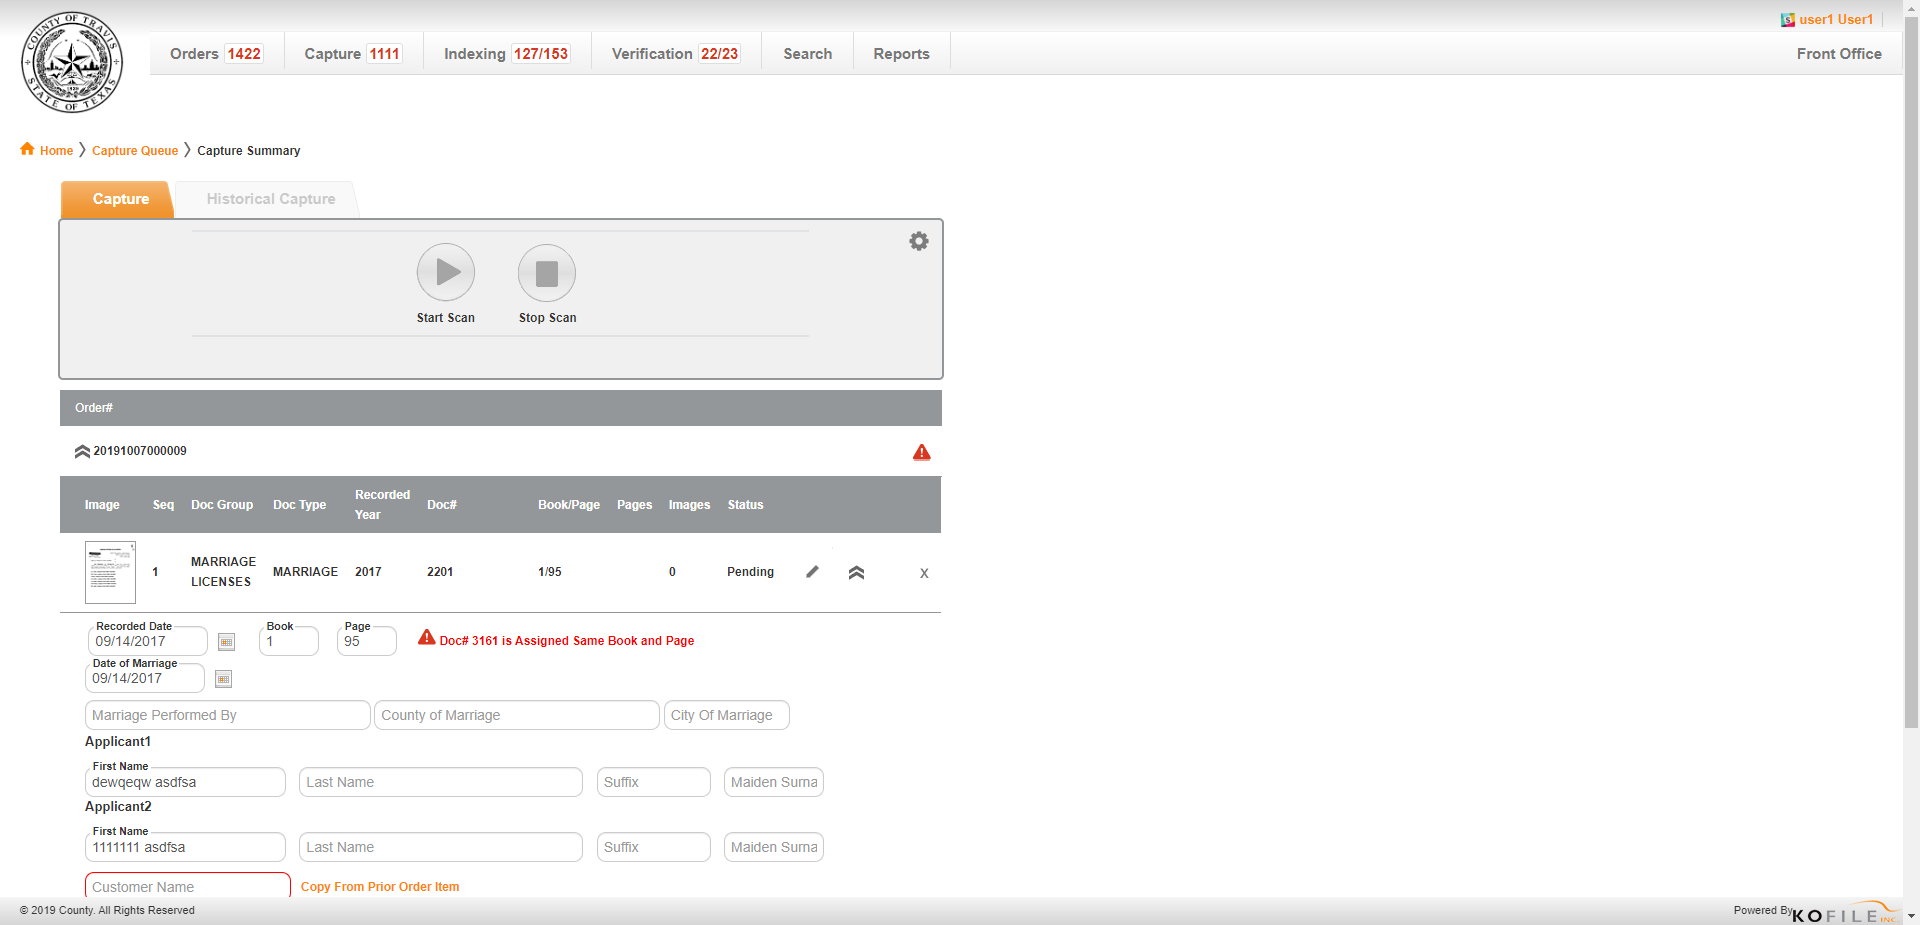 COUNTY OF TRAVIS
STATE OF TEXAS
user1 User1
Orders 1422 Capture 1111 Indexing 127/153 Verification 22/23 Search Reports Front Office
Home Capture Queue Capture Summary
Capture Historical Capture
Start Scan Stop Scan
Order#
20191007000009
Image Seq Doc Group Doc Type Recorded Year Doc# Book/Page Pages Images Status
1 MARRIAGE LICENSES MARRIAGE 2017 2201 1/95 0 Pending X
Recorded Date Book Page
09/14/2017 1 95 Doc# 3161 is Assigned Same Book and Page
Date of Marriage
09/14/2017
Marriage Performed By County of Marriage City Of Marriage
Applicant1
First Name
dewqeqw asdfsa Last Name Suffix Maiden Surna
Applicant2
First Name
1111111 asdfsa Last Name Suffix Maiden Surna
Customer Name Copy From Prior Order Item
© 2019 County. All Rights Reserved Powered By KOFILE INC.